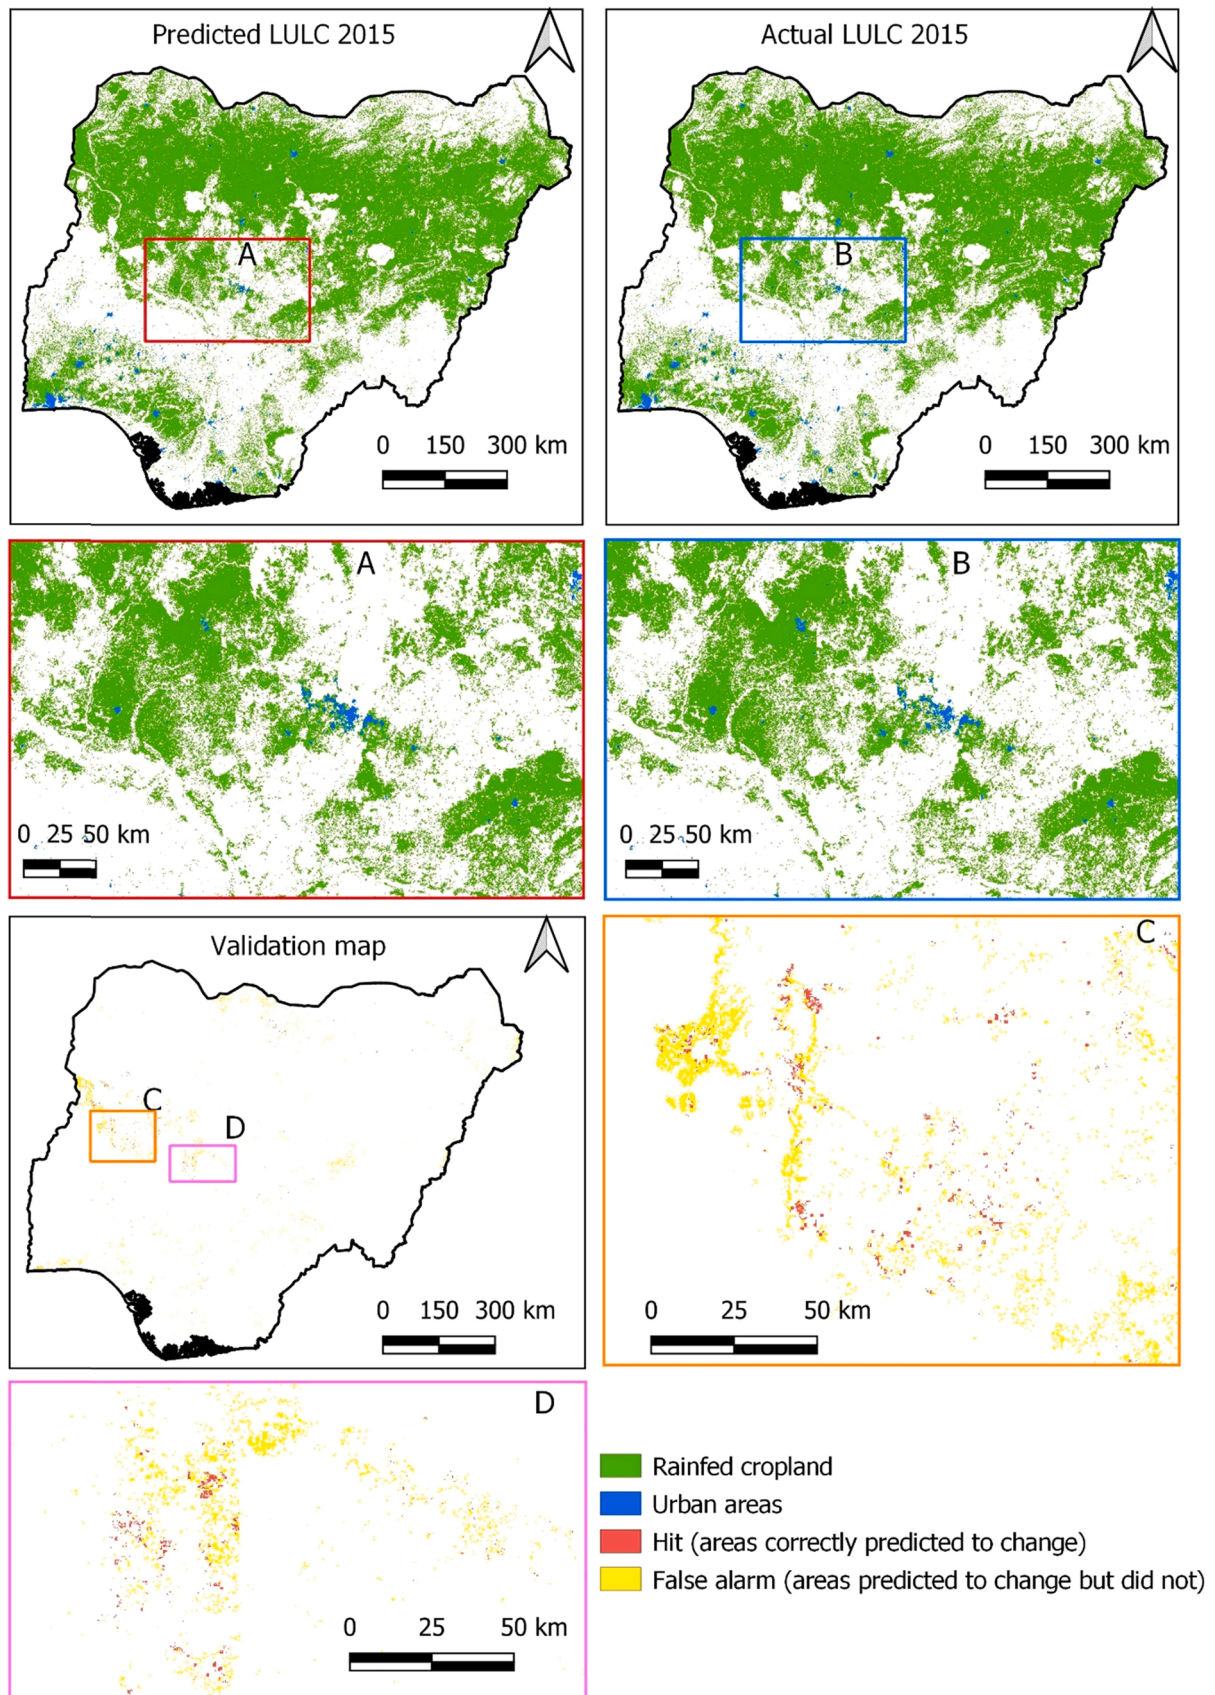 Predicted LULC 2015
A
0 150 300 km
Actual LULC 2015
B
0 150 300 km
A
0 25 50 km
B
0 25 50 km
Validation map
C
D
0 150 300 km
C
0 25 50 km
D
0 25 50 km
Rainfed cropland
Urban areas
Hit (areas correctly predicted to change)
False alarm (areas predicted to change but did not)